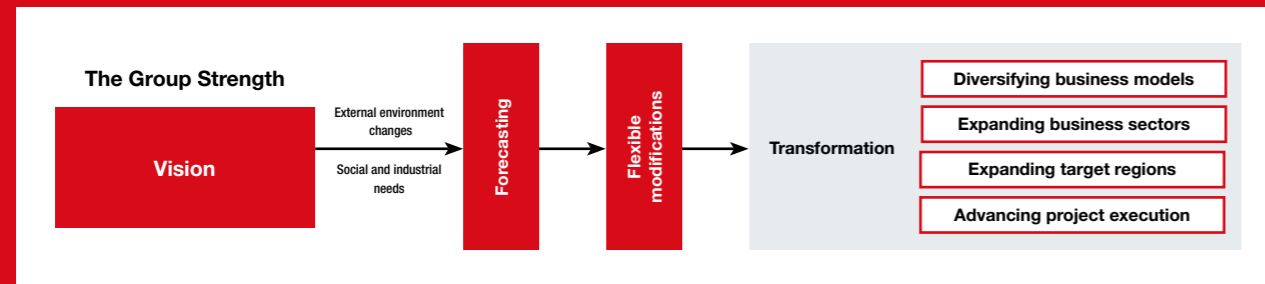 The Group Strength
Vision
External environment
changes
Social and industrial
needs
Forecasting
Flexible
modifications
Transformation
Diversifying business models
Expanding business sectors
Expanding target regions
Advancing project execution